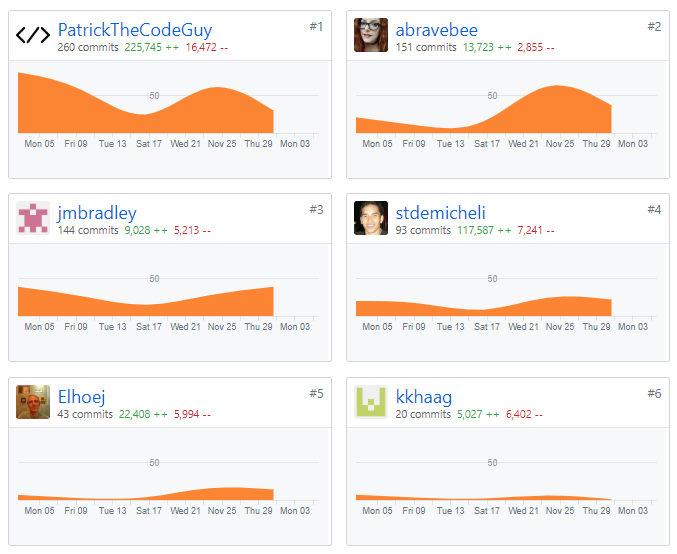 </> PatrickTheCodeGuy #1
260 commits 225,745 ++ 16,472 --
50
Mon 05 Fri 09 Tue 13 Sat 17 Wed 21 Nov 25 Thu 29 Mon 03
abravebee #2
151 commits 13,723 ++ 2,855 --
50
Mon 05 Fri 09 Tue 13 Sat 17 Wed 21 Nov 25 Thu 29 Mon 03
jmbradley #3
144 commits 9,028 ++ 5,213 --
50
Mon 05 Fri 09 Tue 13 Sat 17 Wed 21 Nov 25 Thu 29 Mon 03
stdemicheli #4
93 commits 117,587 ++ 7,241 --
50
Mon 05 Fri 09 Tue 13 Sat 17 Wed 21 Nov 25 Thu 29 Mon 03
Elhoej #5
43 commits 22,408 ++ 5,994 --
50
Mon 05 Fri 09 Tue 13 Sat 17 Wed 21 Nov 25 Thu 29 Mon 03
kkhaag #6
20 commits 5,027 ++ 6,402 --
50
Mon 05 Fri 09 Tue 13 Sat 17 Wed 21 Nov 25 Thu 29 Mon 03